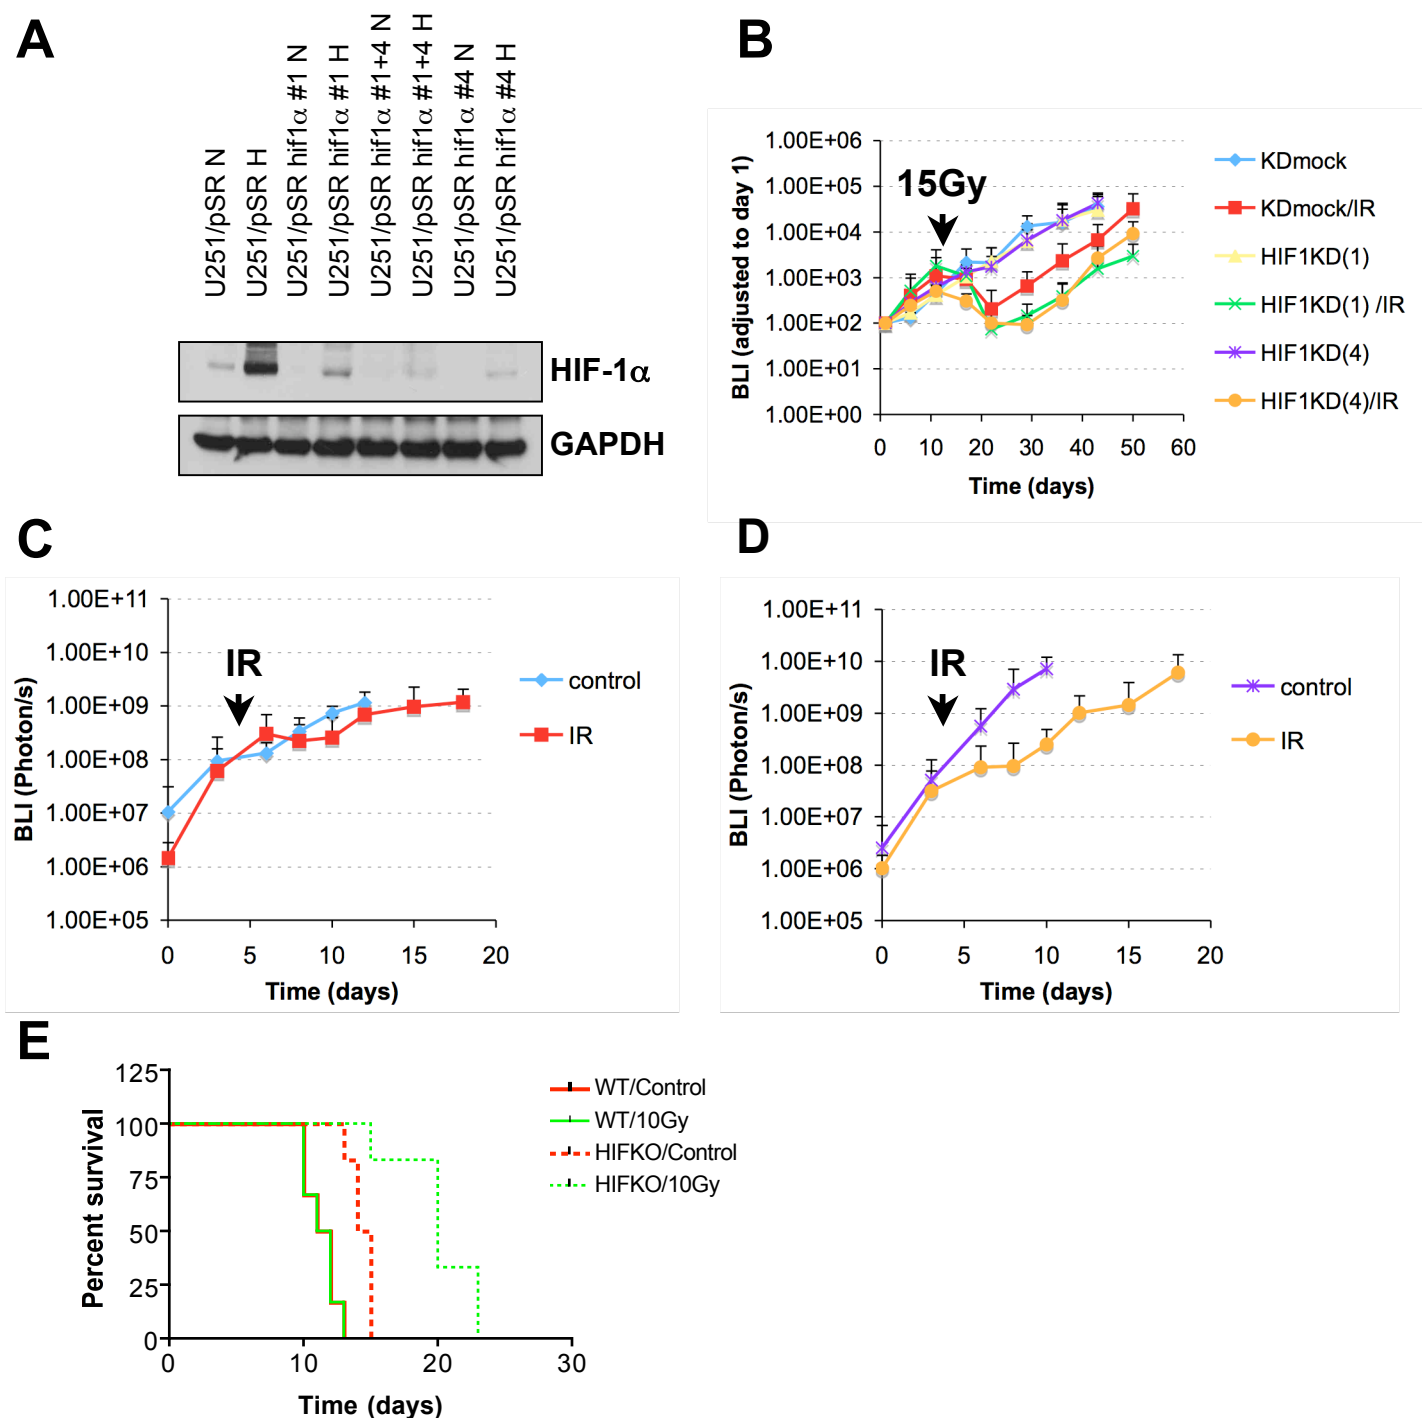 A
U251/pSR N
U251/pSR H
U251/pSR hif1α #1 N
U251/pSR hif1α #1 H
U251/pSR hif1α #1+4 N
U251/pSR hif1α #1+4 H
U251/pSR hif1α #4 N
U251/pSR hif1α #4 H
HIF-1α
GAPDH
B
1.00E+06
1.00E+05
1.00E+04
1.00E+03
1.00E+02
1.00E+01
1.00E+00
BLI (adjusted to day 1)
15Gy
0 10 20 30 40 50 60
Time (days)
KDmock
KDmock/IR
HIF1KD(1)
HIF1KD(1) /IR
HIF1KD(4)
HIF1KD(4)/IR
C
1.00E+11
1.00E+10
1.00E+09
1.00E+08
1.00E+07
1.00E+06
1.00E+05
BLI (Photon/s)
IR
0 5 10 15 20
Time (days)
control
IR
D
1.00E+11
1.00E+10
1.00E+09
1.00E+08
1.00E+07
1.00E+06
1.00E+05
BLI (Photon/s)
IR
0 5 10 15 20
Time (days)
control
IR
E
125
100
75
50
25
0
Percent survival
0 10 20 30
Time (days)
WT/Control
WT/10Gy
HIFKO/Control
HIFKO/10Gy